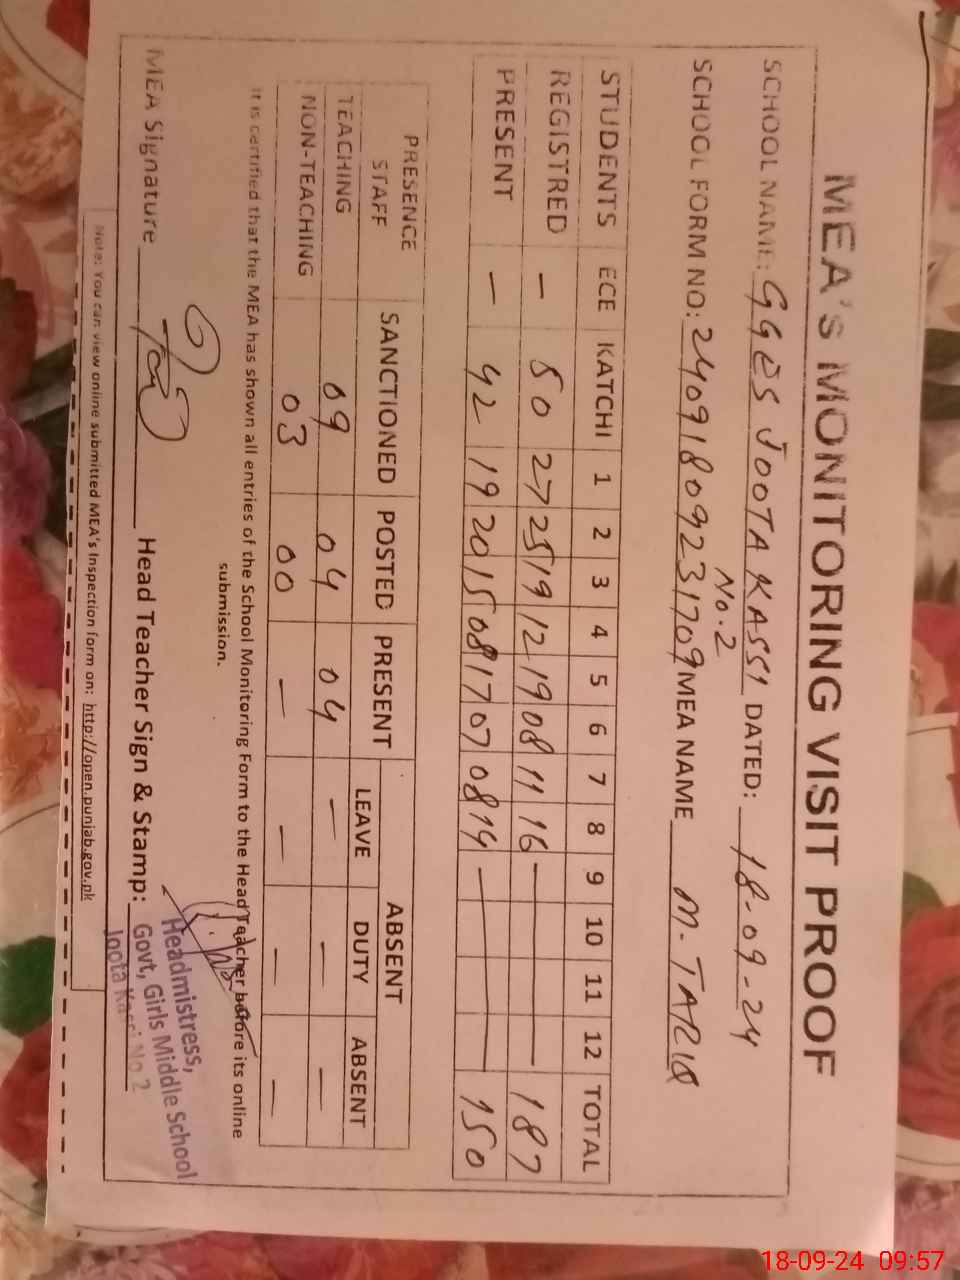 MEA's MONITORING VISIT PROOF
SCHOOL NAME: GGES JOOTA KASSI No.2 DATED: 18-09-24
SCHOOL FORM NO: 24091809231709 MEA NAME M. TARIQ
STUDENTS ECE KATCHI 1 2 3 4 5 6 7 8 9 10 11 12 TOTAL
REGISTRED – 50 27 25 19 12 19 08 11 16 — 187
PRESENT – 42 19 20 15 08 17 07 08 14 — 150
PRESENCE STAFF SANCTIONED POSTED PRESENT ABSENT
LEAVE DUTY ABSENT
TEACHING 09 04 04 – – –
NON-TEACHING 03 00 – – – –
It is certified that the MEA has shown all entries of the School Monitoring Form to the Head Teacher before its online
submission.
MEA Signature Head Teacher Sign & Stamp:
Headmistress,
Govt, Girls Middle School
Joota Kassi No 2
Note: You can view online submitted MEA's Inspection form on: http://open.punjab.gov.pk
18-09-24 09:57